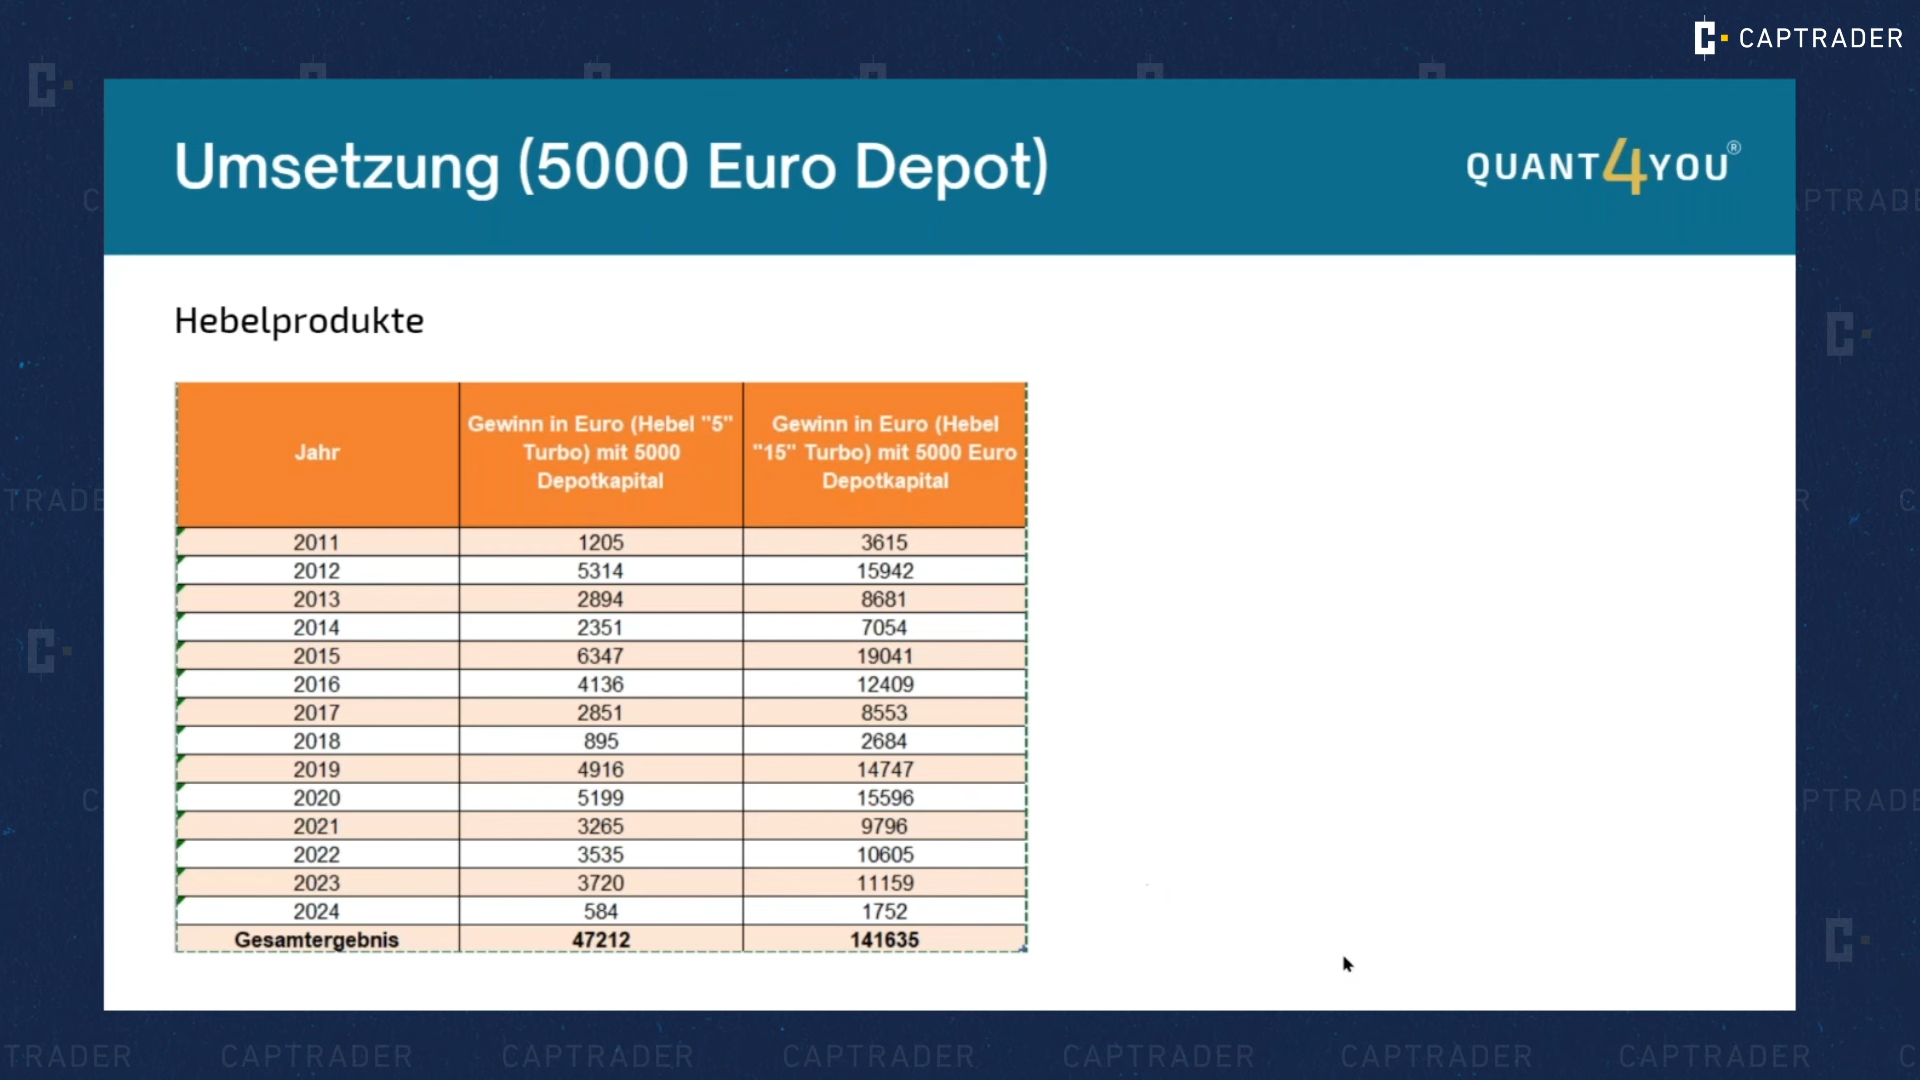 CAPTRADER
Umsetzung (5000 Euro Depot)
QUANT4YOU®
Hebelprodukte
Jahr
Gewinn in Euro (Hebel "5" Turbo) mit 5000 Depotkapital
Gewinn in Euro (Hebel "15" Turbo) mit 5000 Euro Depotkapital
2011 1205 3615
2012 5314 15942
2013 2894 8681
2014 2351 7054
2015 6347 19041
2016 4136 12409
2017 2851 8553
2018 895 2684
2019 4916 14747
2020 5199 15596
2021 3265 9796
2022 3535 10605
2023 3720 11159
2024 584 1752
Gesamtergebnis 47212 141635
TRADER CAPTRADER CAPTRADER CAPTRADER CAPTRADER CAPTRADER CAPTRADER